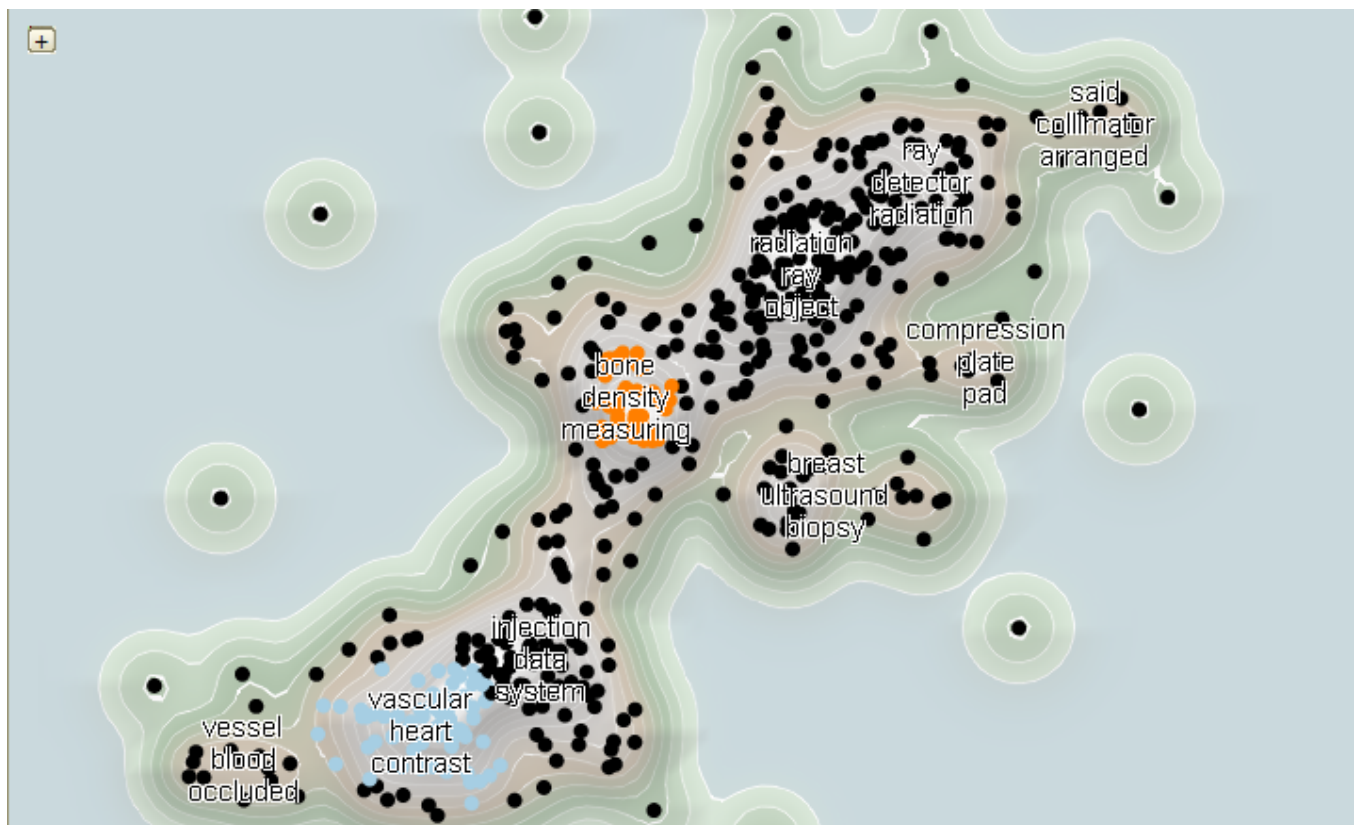 +
said
collimator
arranged
ray
detector
radiation
radiation
ray
object
compression
plate
pad
bone
density
measuring
breast
ultrasound
biopsy
injection
data
system
vascular
heart
contrast
vessel
blood
occluded